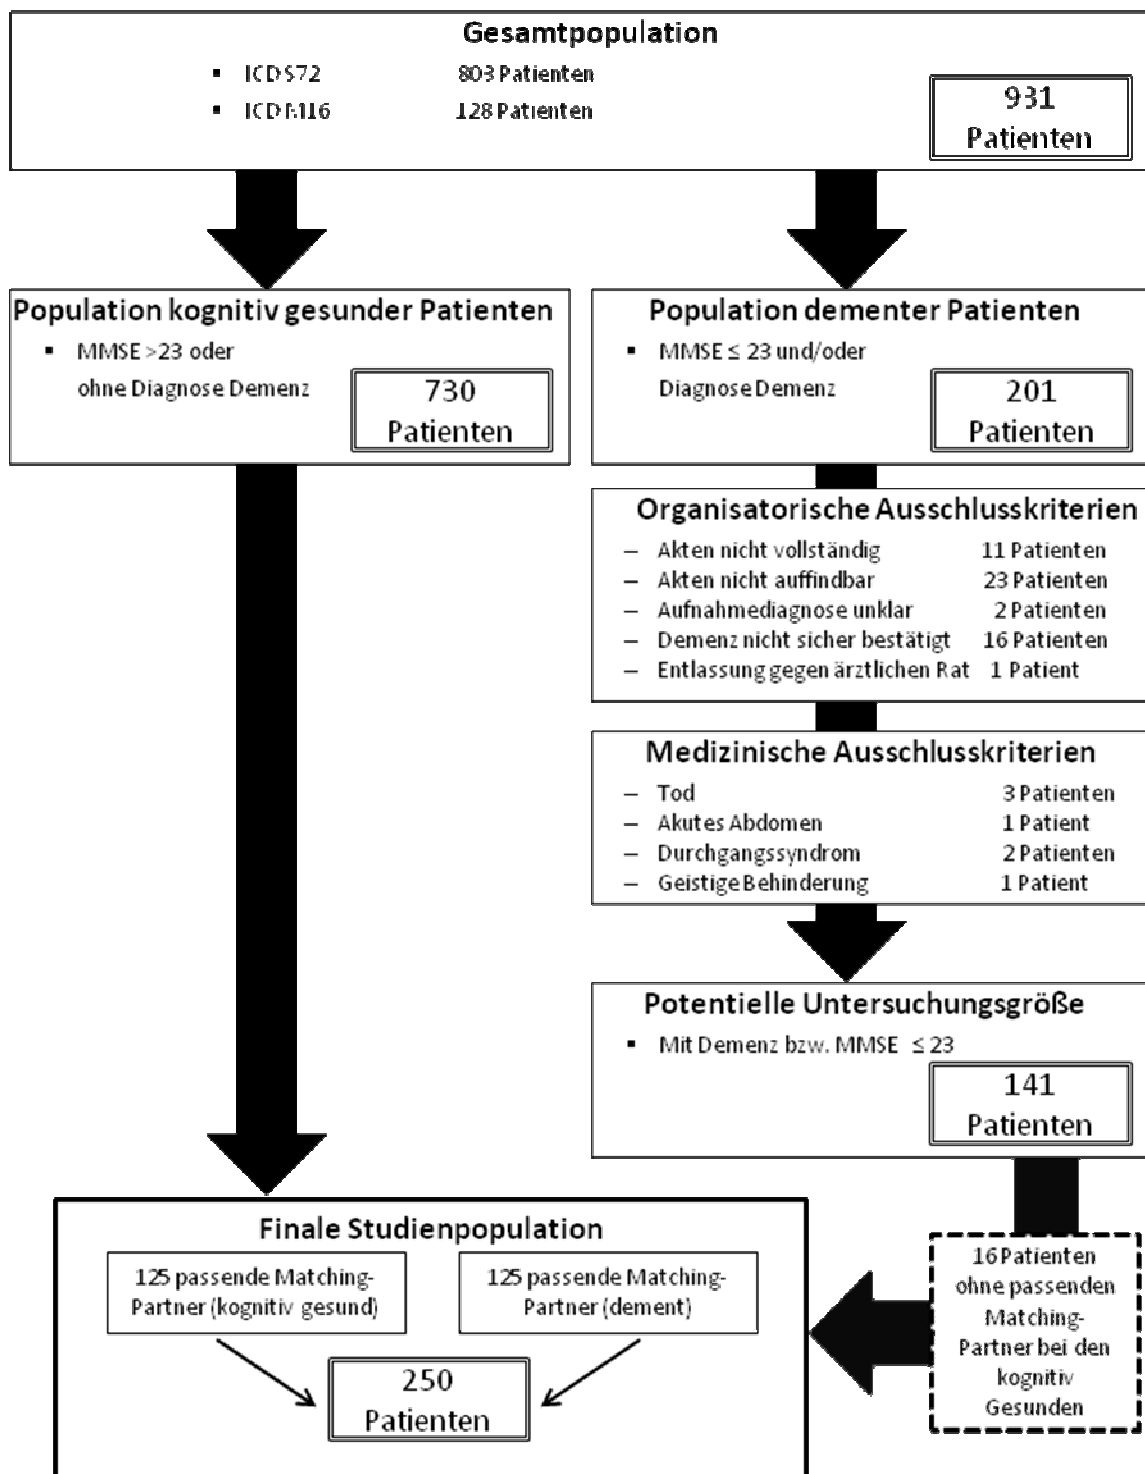 Gesamtpopulation
▪ ICD S72 803 Patienten
▪ ICD M16 128 Patienten
931
Patienten
Population kognitiv gesunder Patienten
▪ MMSE >23 oder
ohne Diagnose Demenz
730
Patienten
Population dementer Patienten
▪ MMSE ≤ 23 und/oder
Diagnose Demenz
201
Patienten
Organisatorische Ausschlusskriterien
– Akten nicht vollständig 11 Patienten
– Akten nicht auffindbar 23 Patienten
– Aufnahmediagnose unklar 2 Patienten
– Demenz nicht sicher bestätigt 16 Patienten
– Entlassung gegen ärztlichen Rat 1 Patient
Medizinische Ausschlusskriterien
– Tod 3 Patienten
– Akutes Abdomen 1 Patient
– Durchgangssyndrom 2 Patienten
– Geistige Behinderung 1 Patient
Potentielle Untersuchungsgröße
▪ Mit Demenz bzw. MMSE ≤ 23
141
Patienten
16 Patienten
ohne passenden
Matching-
Partner bei den
kognitiv
Gesunden
Finale Studienpopulation
125 passende Matching-
Partner (kognitiv gesund)
125 passende Matching-
Partner (dement)
250
Patienten